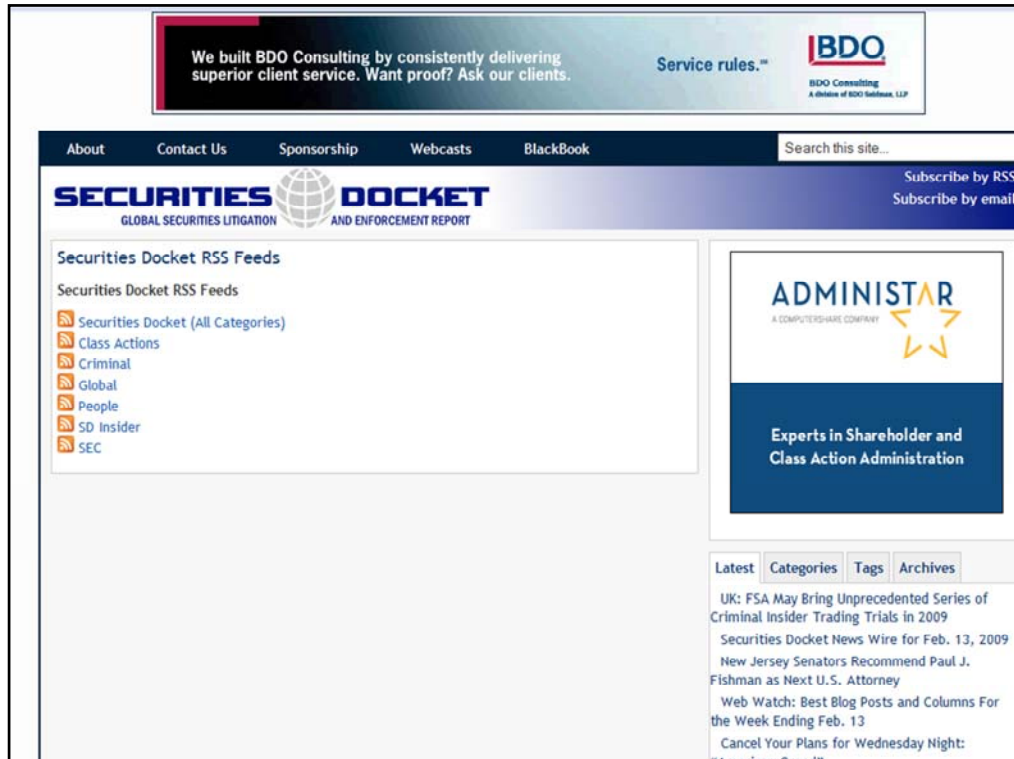 We built BDO Consulting by consistently delivering
superior client service. Want proof? Ask our clients.
Service rules.℠
BDO
BDO Consulting
A division of BDO Seidman, LLP
About Contact Us Sponsorship Webcasts BlackBook
Search this site...
SECURITIES DOCKET
GLOBAL SECURITIES LITIGATION AND ENFORCEMENT REPORT
Subscribe by RSS
Subscribe by email
Securities Docket RSS Feeds
Securities Docket RSS Feeds
Securities Docket (All Categories)
Class Actions
Criminal
Global
People
SD Insider
SEC
ADMINISTAR
A COMPUTERSHARE COMPANY
Experts in Shareholder and
Class Action Administration
Latest Categories Tags Archives
UK: FSA May Bring Unprecedented Series of
Criminal Insider Trading Trials in 2009
Securities Docket News Wire for Feb. 13, 2009
New Jersey Senators Recommend Paul J.
Fishman as Next U.S. Attorney
Web Watch: Best Blog Posts and Columns For
the Week Ending Feb. 13
Cancel Your Plans for Wednesday Night: